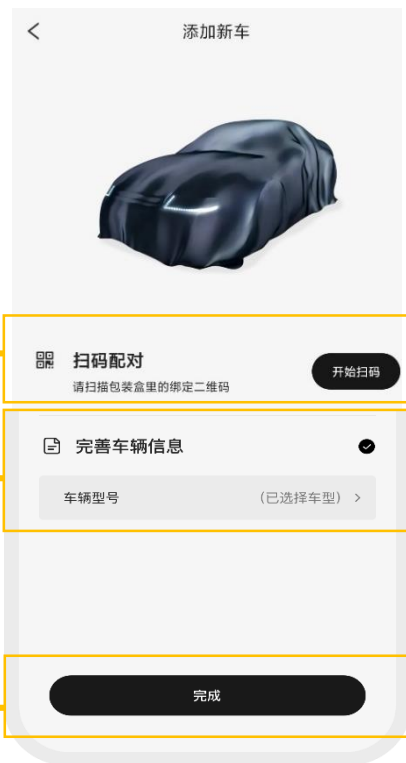 添加新车
扫码配对
请扫描包装盒里的绑定二维码
开始扫码
完善车辆信息
车辆型号
（已选择车型）
完成